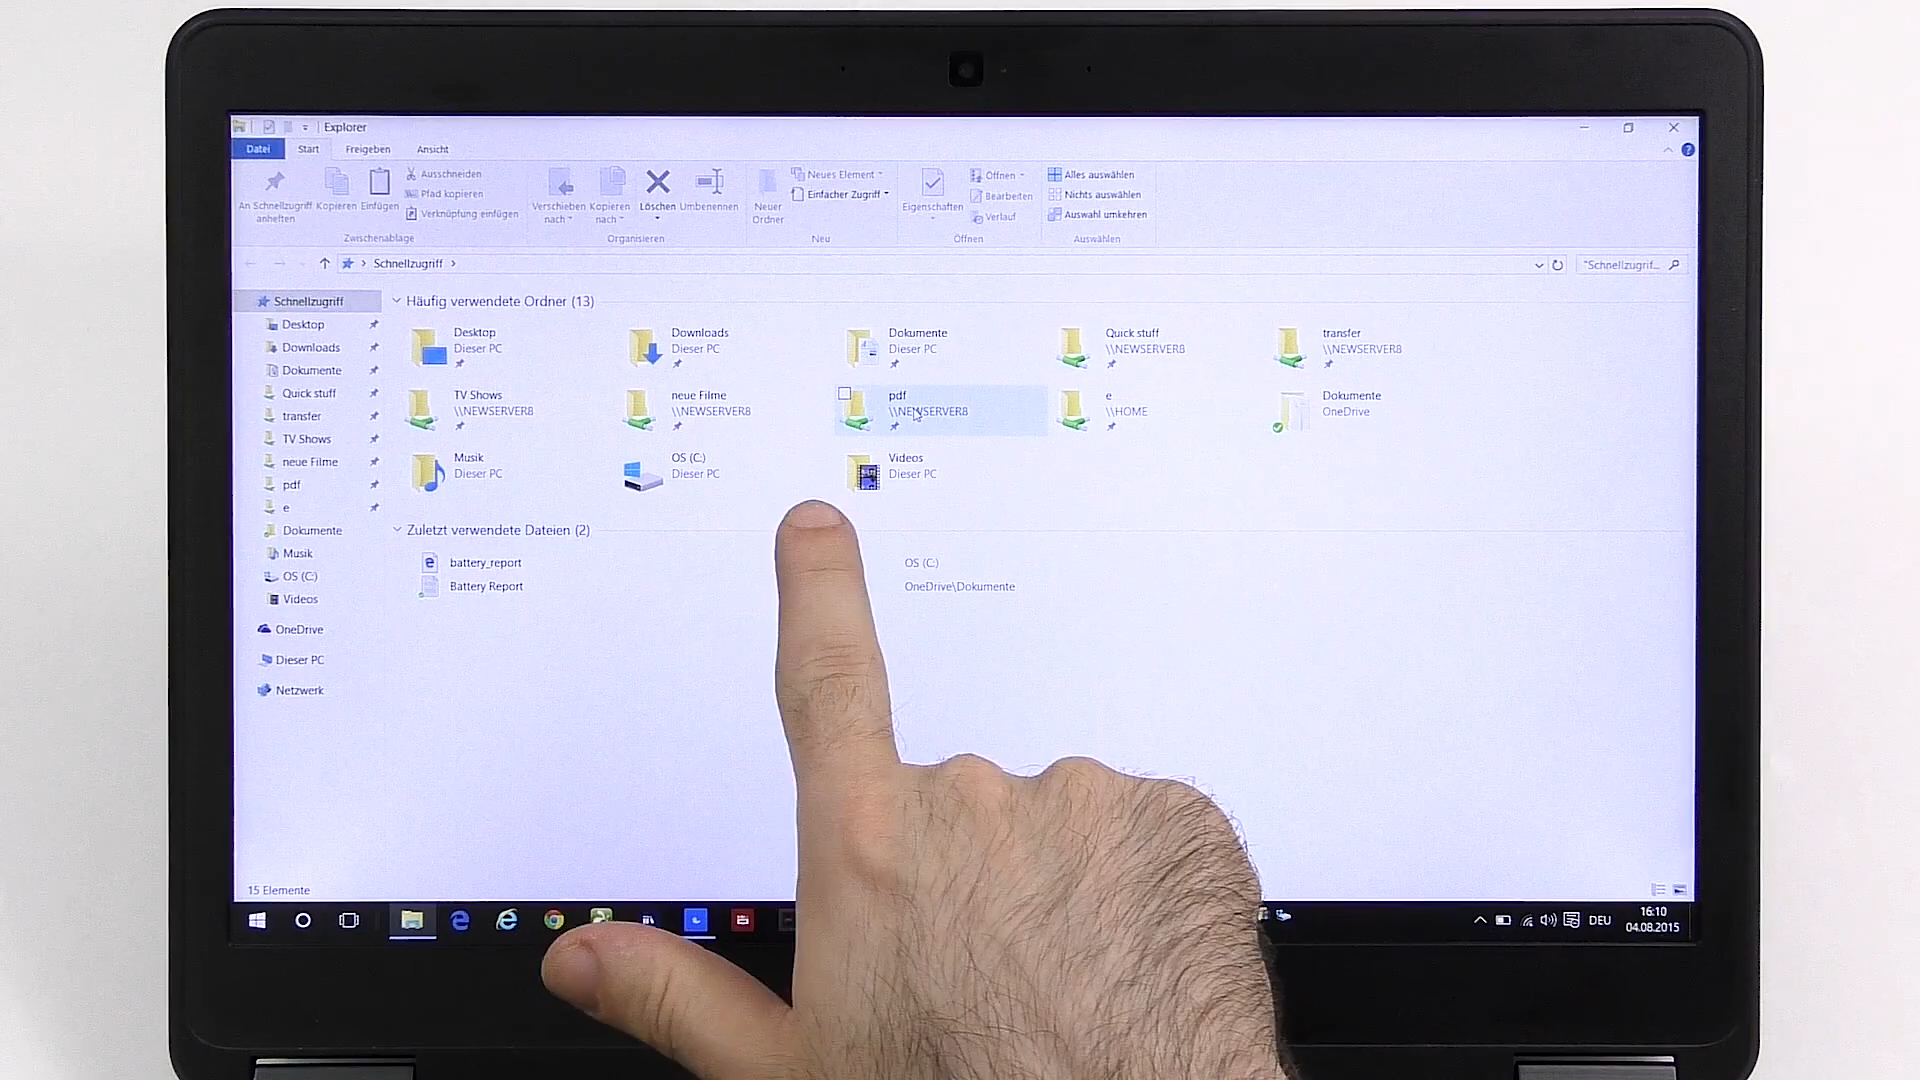 Explorer
Datei Start Freigeben Ansicht
An Schnellzugriff anheften
Kopieren
Einfügen
Ausschneiden
Pfad kopieren
Verknüpfung einfügen
Zwischenablage
Verschieben nach
Kopieren nach
Löschen
Umbenennen
Organisieren
Neuer Ordner
Neues Element
Einfacher Zugriff
Neu
Eigenschaften
Öffnen
Bearbeiten
Verlauf
Öffnen
Alles auswählen
Nichts auswählen
Auswahl umkehren
Auswählen
Schnellzugriff
"Schnellzugrif...
Schnellzugriff
Desktop
Downloads
Dokumente
Quick stuff
transfer
TV Shows
neue Filme
pdf
e
Dokumente
Musik
OS (C:)
Videos
OneDrive
Dieser PC
Netzwerk
Häufig verwendete Ordner (13)
Desktop
Dieser PC
Downloads
Dieser PC
Dokumente
Dieser PC
Quick stuff
\\NEWSERVER8
transfer
\\NEWSERVER8
TV Shows
\\NEWSERVER8
neue Filme
\\NEWSERVER8
pdf
\\NEWSERVER8
e
\\HOME
Dokumente
OneDrive
Musik
Dieser PC
OS (C:)
Dieser PC
Videos
Dieser PC
Zuletzt verwendete Dateien (2)
battery_report OS (C:)
Battery Report OneDrive\Dokumente
15 Elemente
DEU
16:10
04.08.2015